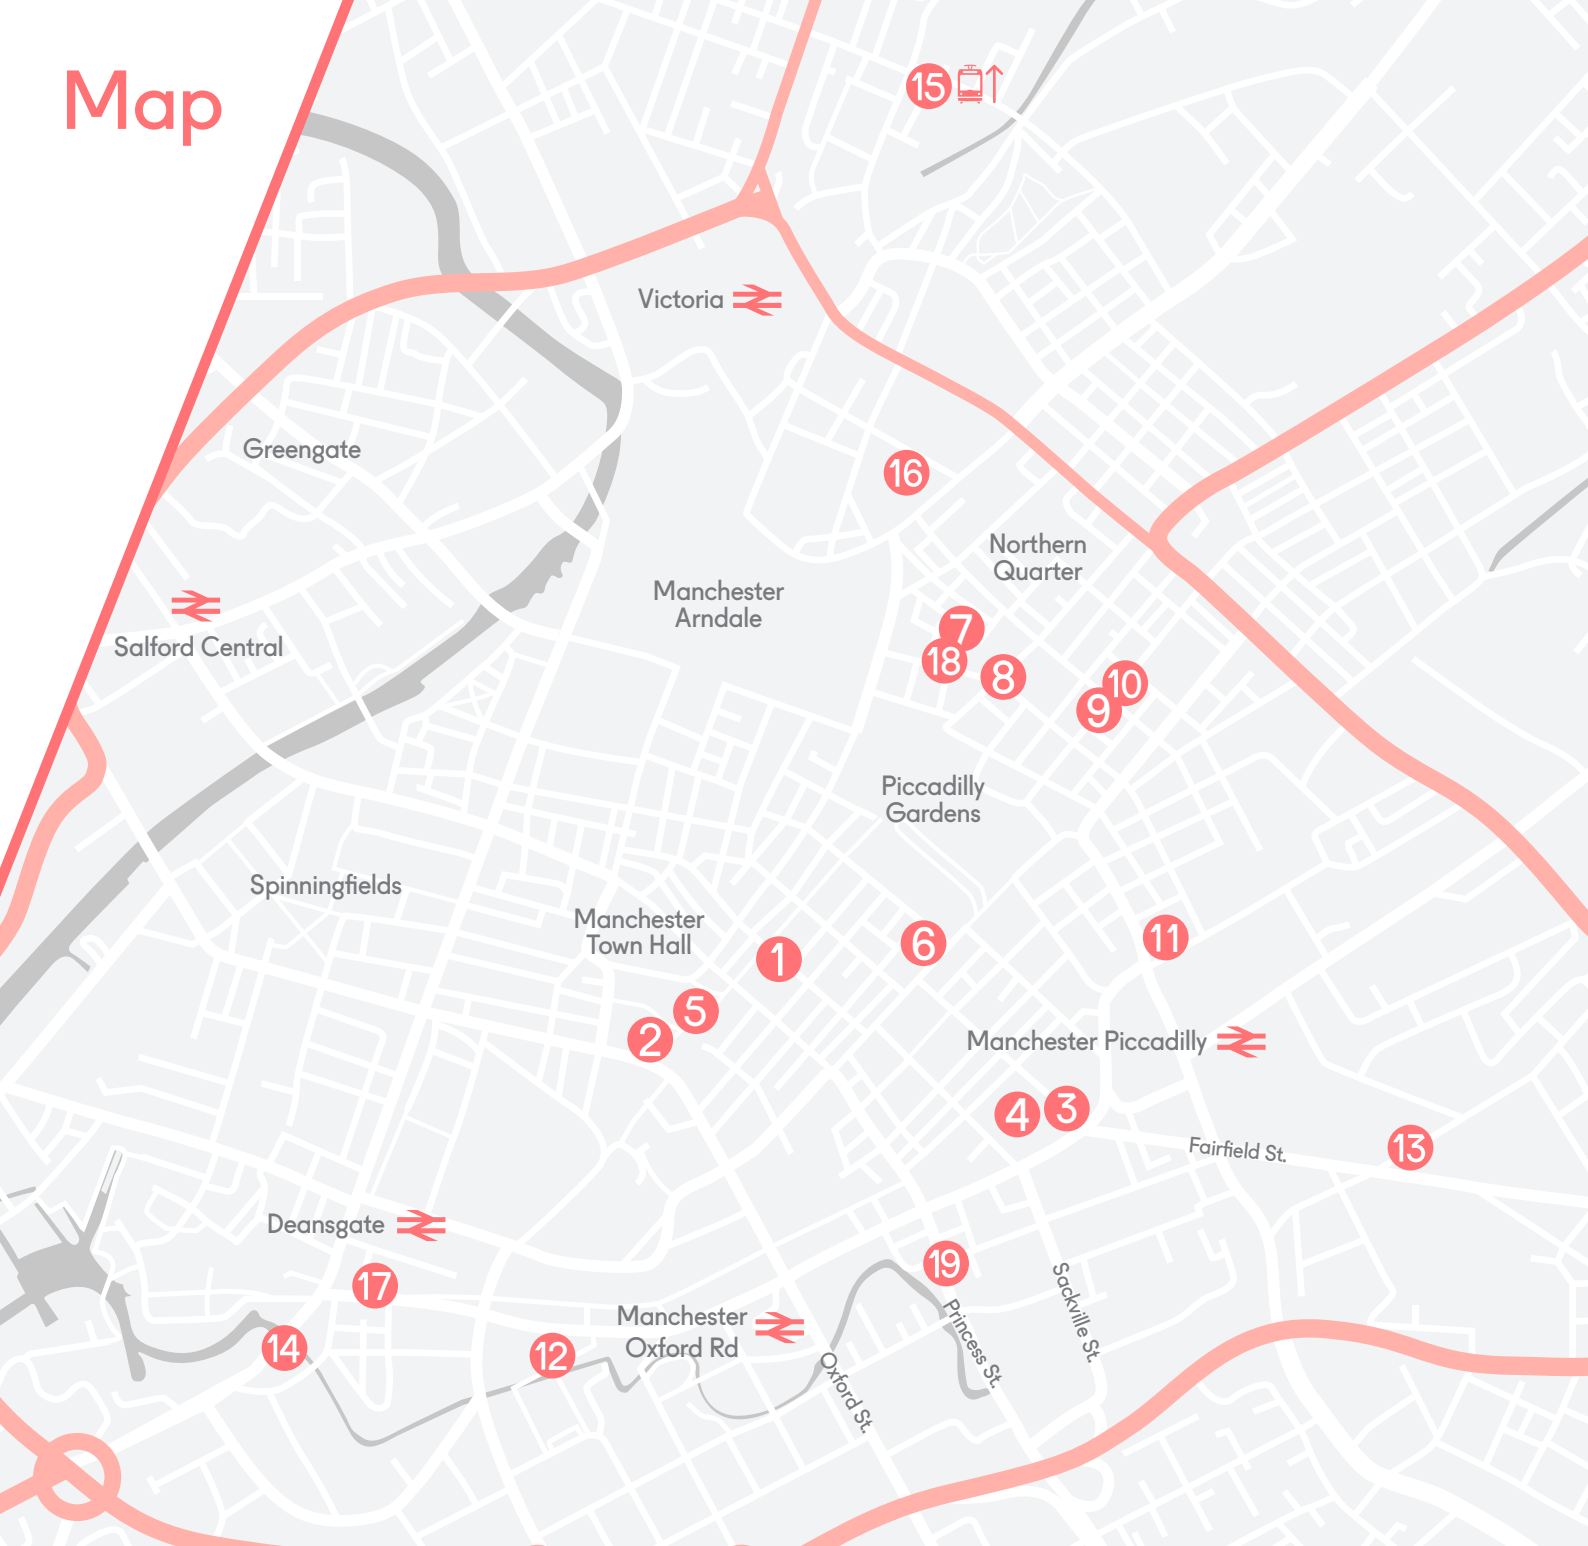 Map
15
Victoria
Greengate
16
Northern
Quarter
Manchester
Arndale
Salford Central
7
18
8
10
9
Piccadilly
Gardens
Spinningfields
Manchester
Town Hall
1
6
11
5
2
Manchester Piccadilly
4
3
Fairfield St.
13
Deansgate
17
19
Sackville St.
Princess St.
Manchester
Oxford Rd
14
12
Oxford St.